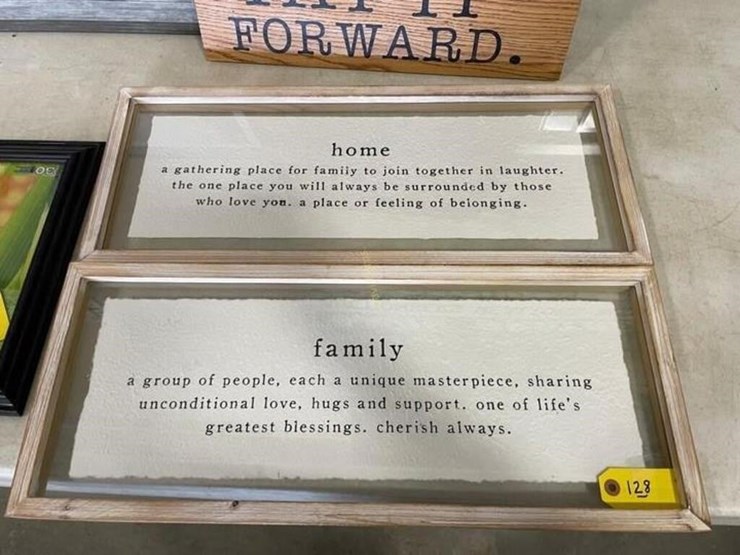 FORWARD.
home
a gathering place for family to join together in laughter.
the one place you will always be surrounded by those
who love you. a place or feeling of belonging.
family
a group of people, each a unique masterpiece, sharing
unconditional love, hugs and support. one of life's
greatest blessings. cherish always.
128